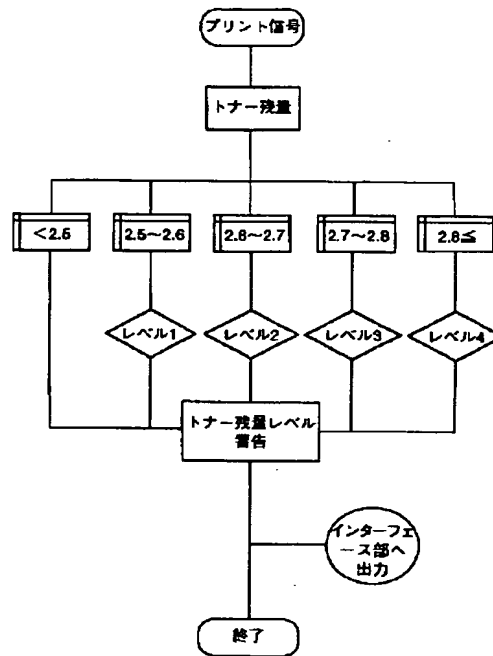 プリント信号
トナー残量
<2.5
2.5～2.6
2.6～2.7
2.7～2.8
2.8≦
レベル1
レベル2
レベル3
レベル4
トナー残量レベル
警告
インターフェ
ース部へ
出力
終了